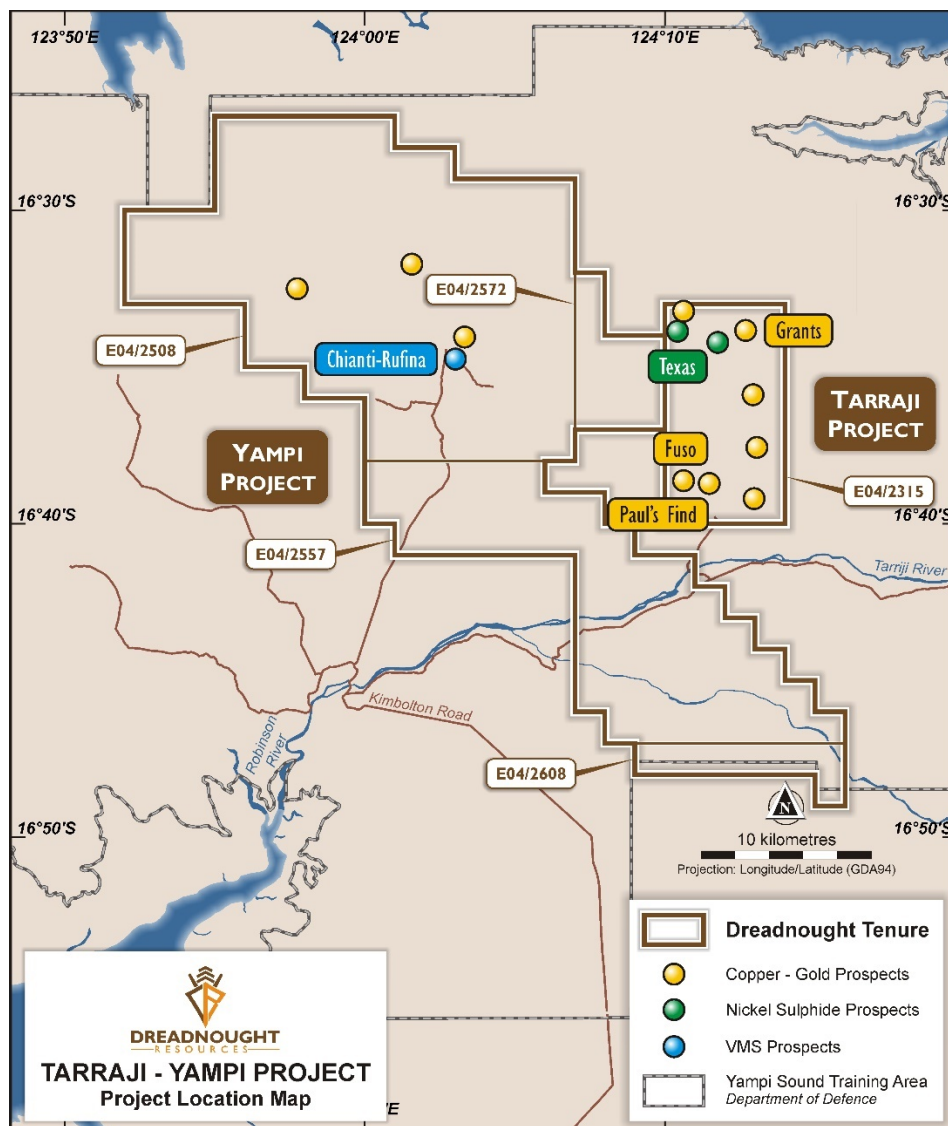 123°50'E
124°00'E
124°10'E
16°30'S
16°30'S
E04/2572
Grants
E04/2508
Chianti-Rufina
Texas
TARRAJI
PROJECT
YAMPI
PROJECT
Fuso
E04/2315
16°40'S
Paul's Find
16°40'S
E04/2557
Tarriji River
Kimbolton Road
Robinson
River
E04/2608
N
16°50'S
16°50'S
10 kilometres
Projection: Longitude/Latitude (GDA94)
Dreadnought Tenure
Copper - Gold Prospects
Nickel Sulphide Prospects
VMS Prospects
Yampi Sound Training Area
Department of Defence
DREADNOUGHT
RESOURCES
TARRAJI - YAMPI PROJECT
Project Location Map
'E